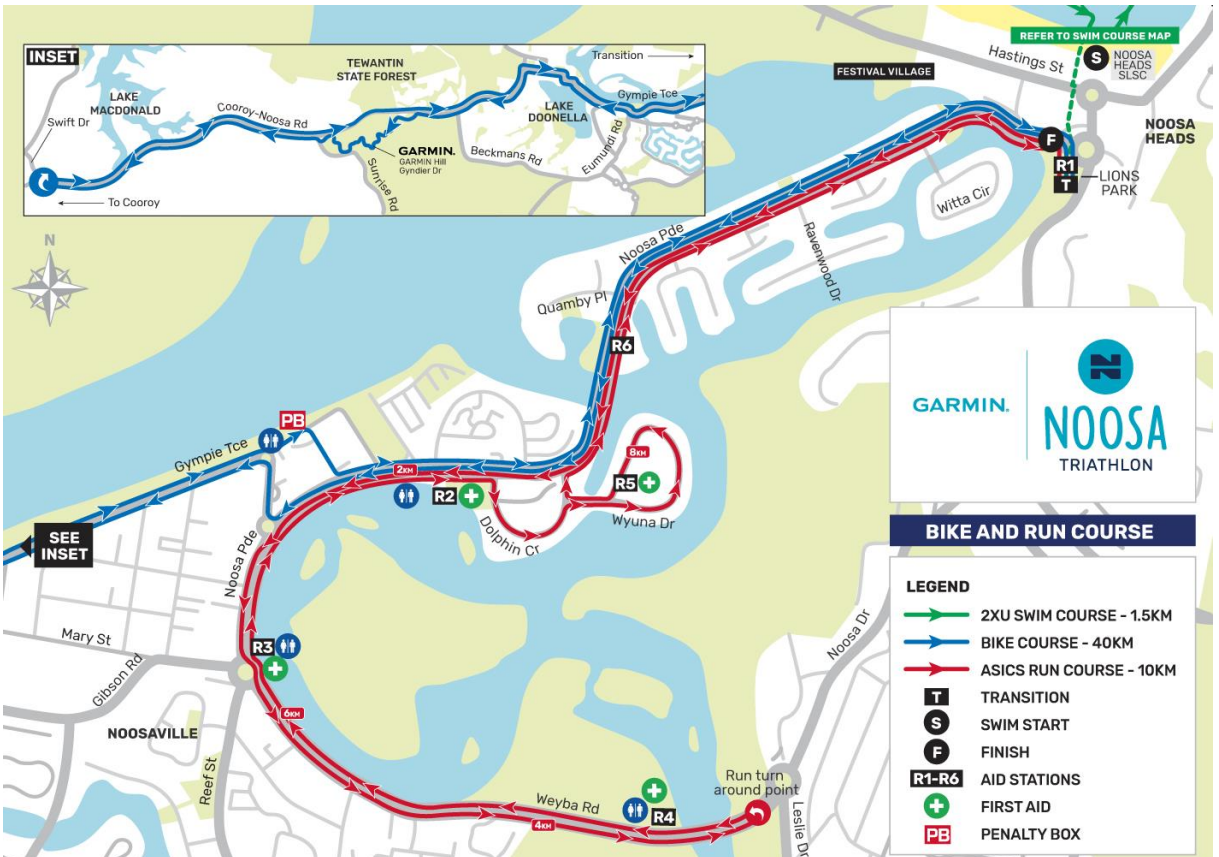 INSET
LAKE
MACDONALD
Swift Dr
Cooroy-Noosa Rd
To Cooroy
TEWANTIN
STATE FOREST
GARMIN.
GARMIN Hill
Gyndier Dr
Sunrise Rd
Beckmans Rd
LAKE
DOONELLA
Eumundi Rd
Transition
Gympie Tce
REFER TO SWIM COURSE MAP
Hastings St
S
NOOSA
HEADS
SLSC
FESTIVAL VILLAGE
NOOSA
HEADS
F
R1
T
LIONS
PARK
N
Noosa Pde
Witta Cir
Ravenwood Dr
Quamby Pl
R6
PB
Gympie Tce
2KM
R2
Dolphin Cr
8KM
R5
Wyuna Dr
SEE
INSET
Noosa Pde
Mary St
Gibson Rd
R3
6KM
NOOSAVILLE
Reef St
Weyba Rd
4KM
R4
Run turn
around point
Noosa Dr
Leslie Dr
GARMIN.
N
NOOSA
TRIATHLON
BIKE AND RUN COURSE
LEGEND
2XU SWIM COURSE - 1.5KM
BIKE COURSE - 40KM
ASICS RUN COURSE - 10KM
T TRANSITION
S SWIM START
F FINISH
R1-R6 AID STATIONS
FIRST AID
PB PENALTY BOX